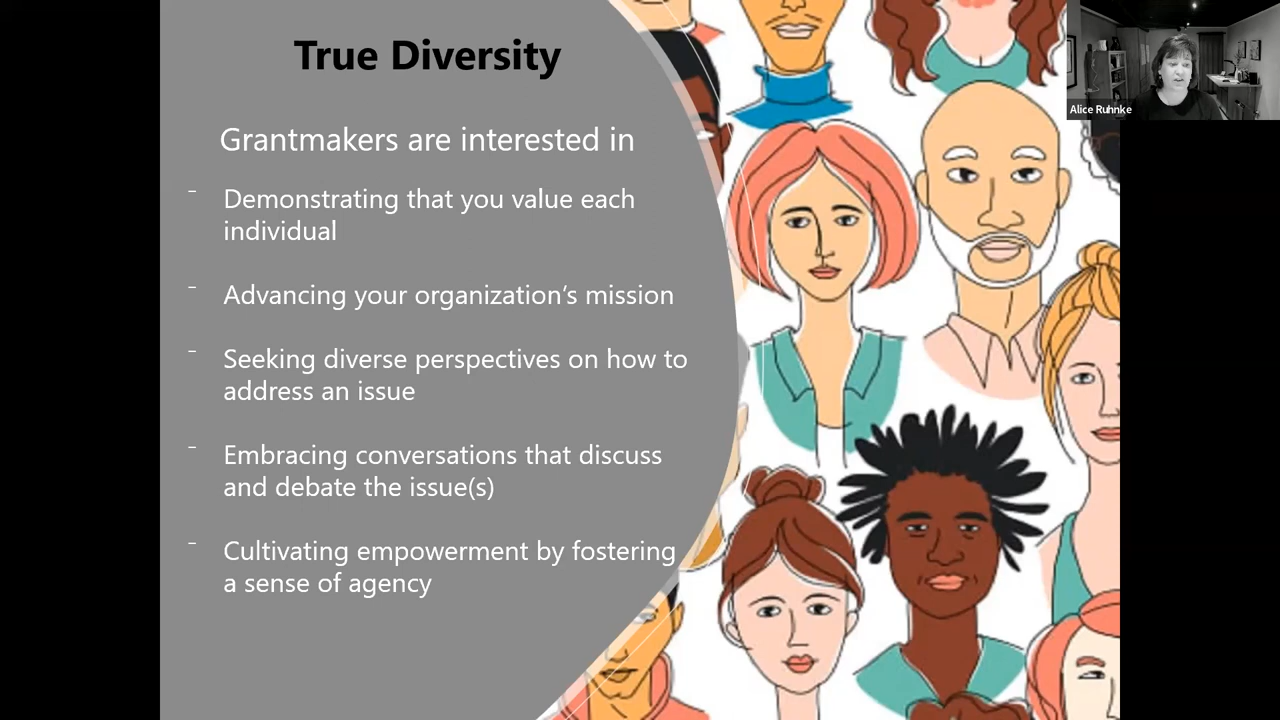 True Diversity
Grantmakers are interested in
- Demonstrating that you value each
individual
- Advancing your organization’s mission
- Seeking diverse perspectives on how to
address an issue
- Embracing conversations that discuss
and debate the issue(s)
- Cultivating empowerment by fostering
a sense of agency
Alice Ruhnke